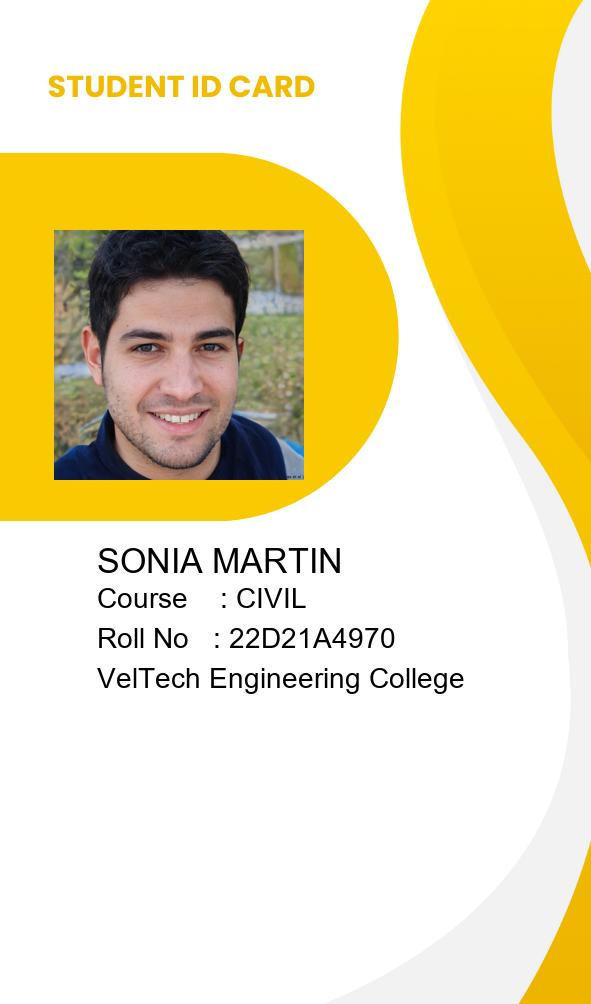 STUDENT ID CARD
SONIA MARTIN
Course : CIVIL
Roll No : 22D21A4970
VelTech Engineering College